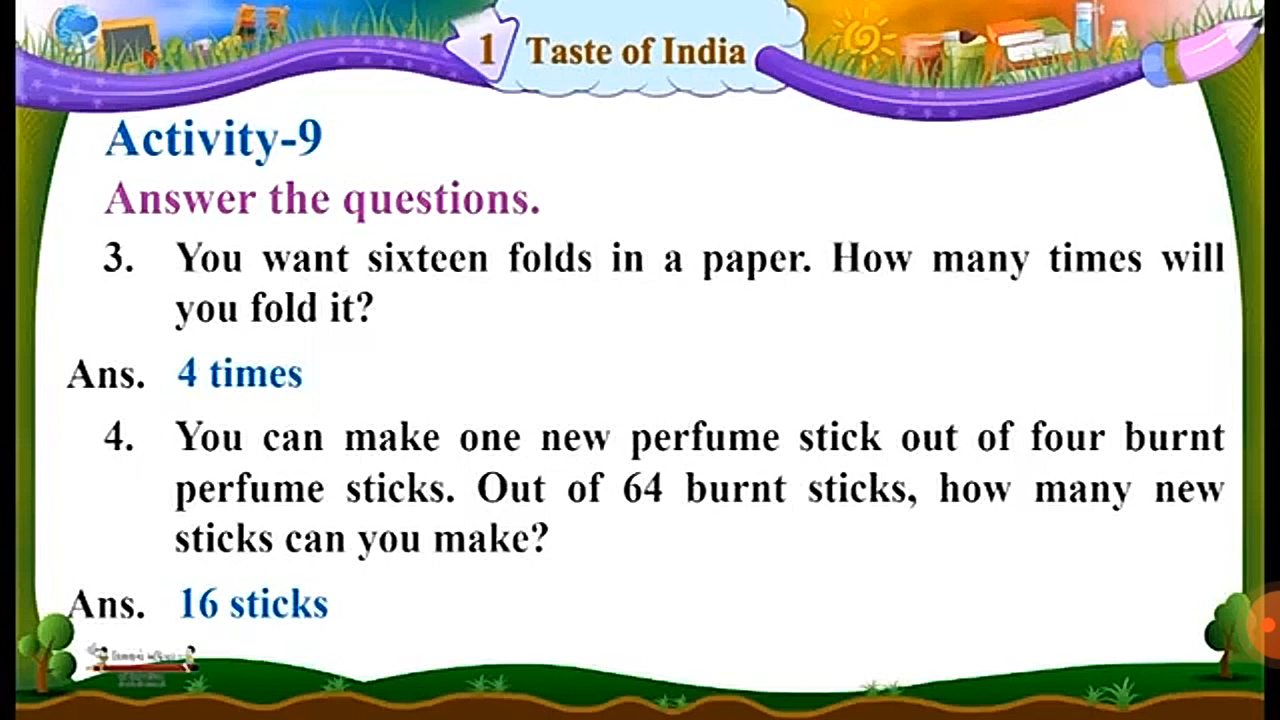 1 Taste of India
Activity-9
Answer the questions.
3. You want sixteen folds in a paper. How many times will
you fold it?
Ans. 4 times
4. You can make one new perfume stick out of four burnt
perfume sticks. Out of 64 burnt sticks, how many new
sticks can you make?
Ans. 16 sticks